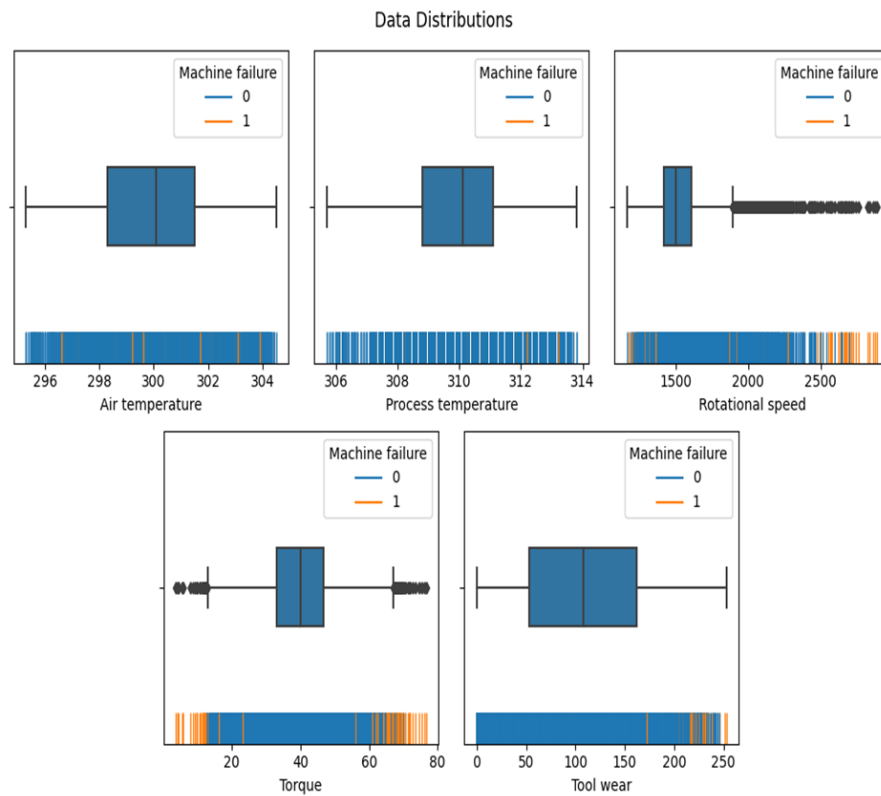 Data Distributions
Machine failure
0
1
Machine failure
0
1
Machine failure
0
1
296 298 300 302 304
Air temperature
306 308 310 312 314
Process temperature
1500 2000 2500
Rotational speed
Machine failure
0
1
Machine failure
0
1
20 40 60 80
Torque
0 50 100 150 200 250
Tool wear